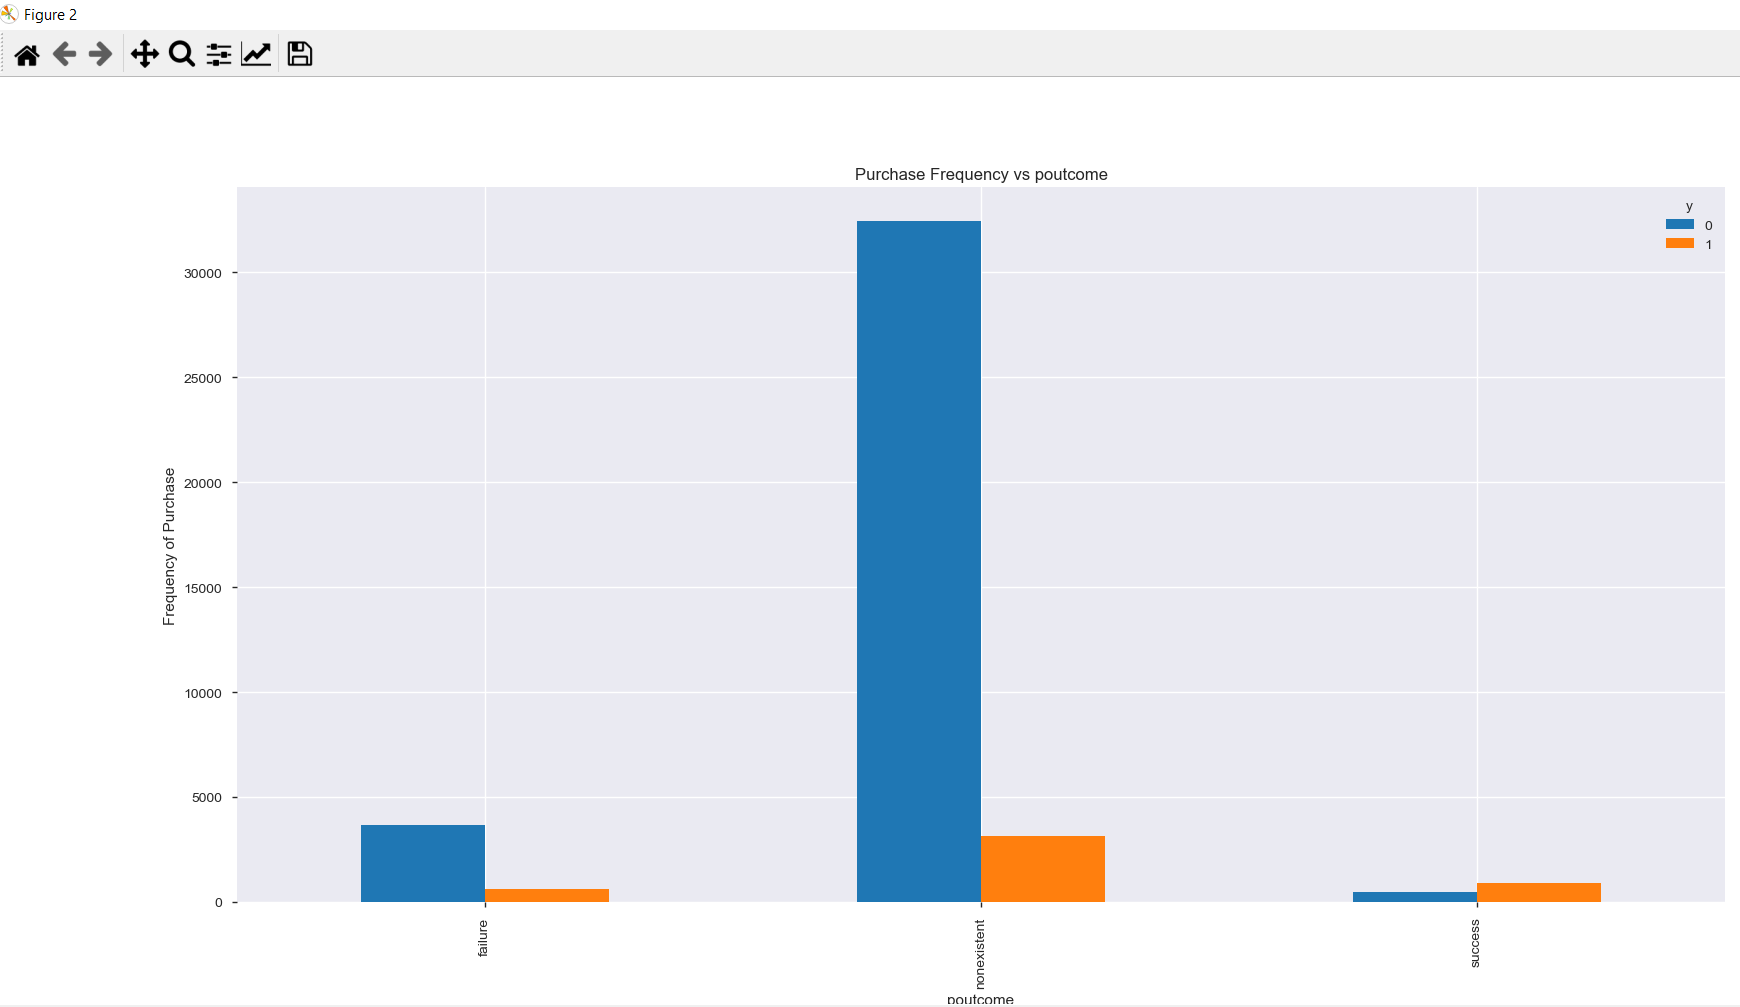 Figure 2
Purchase Frequency vs poutcome
y
0
1
30000
25000
20000
15000
10000
5000
0
Frequency of Purchase
failure
nonexistent
success
poutcome